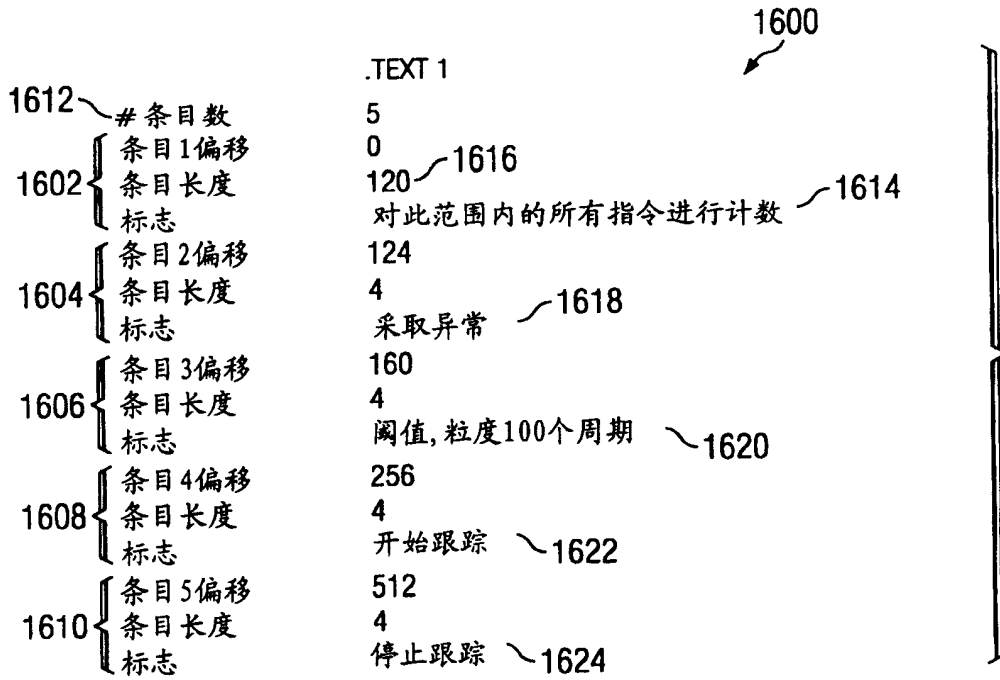 1600
.TEXT 1
1612 #条目数 5
条目1偏移 0
1602 条目长度 120 1616
标志 对此范围内的所有指令进行计数 1614
条目2偏移 124
1604 条目长度 4
标志 采取异常 1618
条目3偏移 160
1606 条目长度 4
标志 阈值,粒度100个周期 1620
条目4偏移 256
1608 条目长度 4
标志 开始跟踪 1622
条目5偏移 512
1610 条目长度 4
标志 停止跟踪 1624